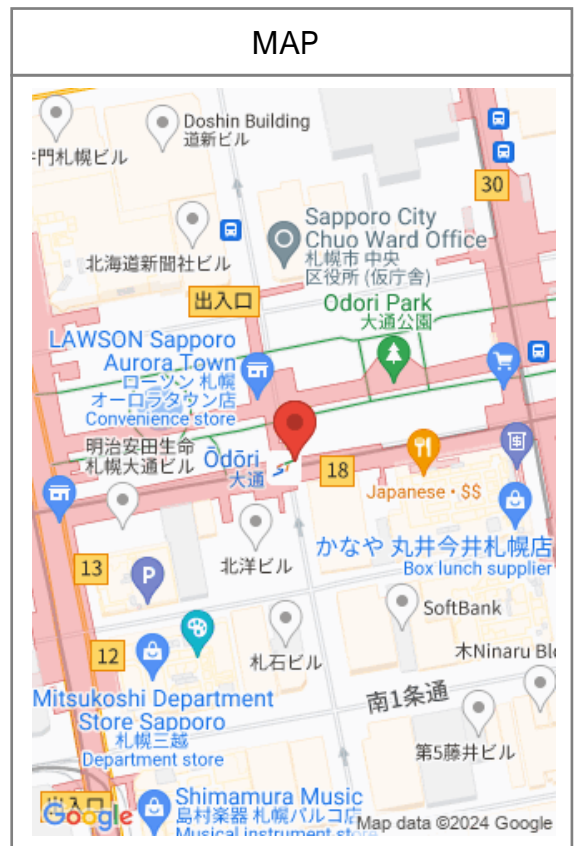 MAP
Doshin Building
道新ビル
門札幌ビル
30
Sapporo City
Chuo Ward Office
札幌市 中央
区役所 (仮庁舎)
北海道新聞社ビル
出入口
Odori Park
大通公園
LAWSON Sapporo
Aurora Town
ローソン 札幌
オーロラタウン店
Convenience store
明治安田生命
札幌大通ビル
Ōdōri
大通
18
Japanese • $$
かなや 丸井今井札幌店
Box lunch supplier
北洋ビル
13
P
SoftBank
12
札石ビル
木Ninaru Blo
Mitsukoshi Department
Store Sapporo
札幌三越
Department store
南1条通
第5藤井ビル
出入口
Google
Shimamura Music
島村楽器 札幌パルコ店
Musical instrument store
Map data ©2024 Google